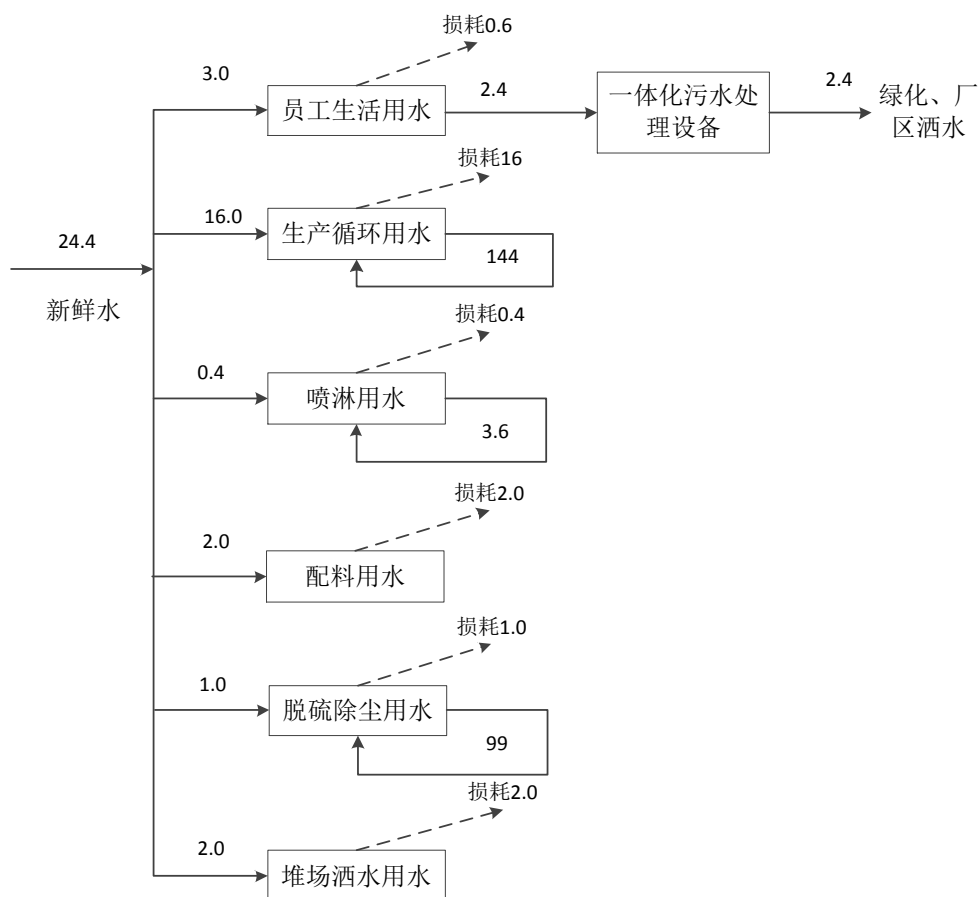 损耗0.6
3.0
员工生活用水
2.4
一体化污水处
理设备
2.4
绿化、厂
区洒水
损耗16
16.0
生产循环用水
144
24.4
新鲜水
损耗0.4
0.4
喷淋用水
3.6
损耗2.0
2.0
配料用水
损耗1.0
1.0
脱硫除尘用水
99
损耗2.0
2.0
堆场洒水用水